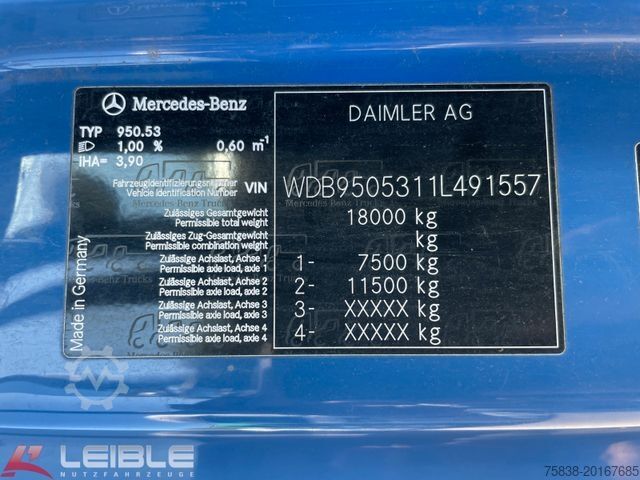 Mercedes-Benz
DAIMLER AG
TYP 950.53
1,00 % 0,60 m⁻¹
IHA= 3,90
Fahrzeugidentifizierungsnummer
Vehicle Identification Number VIN WDB9505311L491557
Zulässiges Gesamtgewicht
Permissible total weight 18000 kg
Zulässiges Zug-Gesamtgewicht
Permissible combination weight kg
Zulässige Achslast, Achse 1
Permissible axle load, axle 1 1- 7500 kg
Zulässige Achslast, Achse 2
Permissible axle load, axle 2 2- 11500 kg
Zulässige Achslast, Achse 3
Permissible axle load, axle 3 3- XXXXX kg
Zulässige Achslast, Achse 4
Permissible axle load, axle 4 4- XXXXX kg
Made in Germany
Mercedes-Benz Trucks
LEIBLE
NUTZFAHRZEUGE
75838-20167685